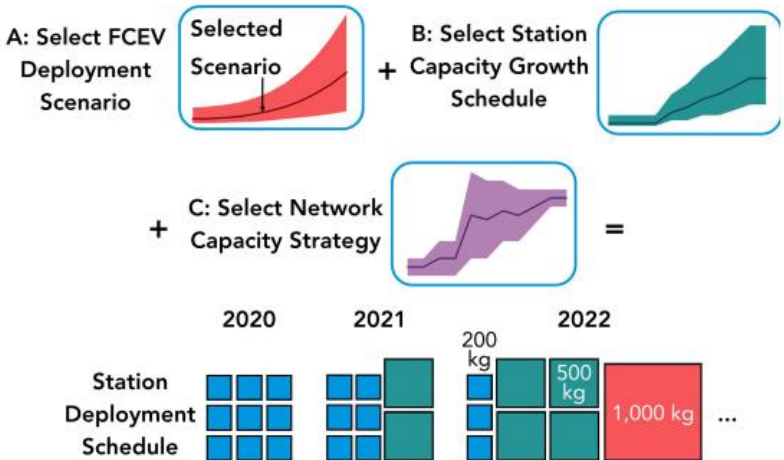 A: Select FCEV
Deployment
Scenario
Selected
Scenario
+
B: Select Station
Capacity Growth
Schedule
+
C: Select Network
Capacity Strategy
=
2020
2021
2022
Station
Deployment
Schedule
200
kg
500
kg
1,000 kg
...